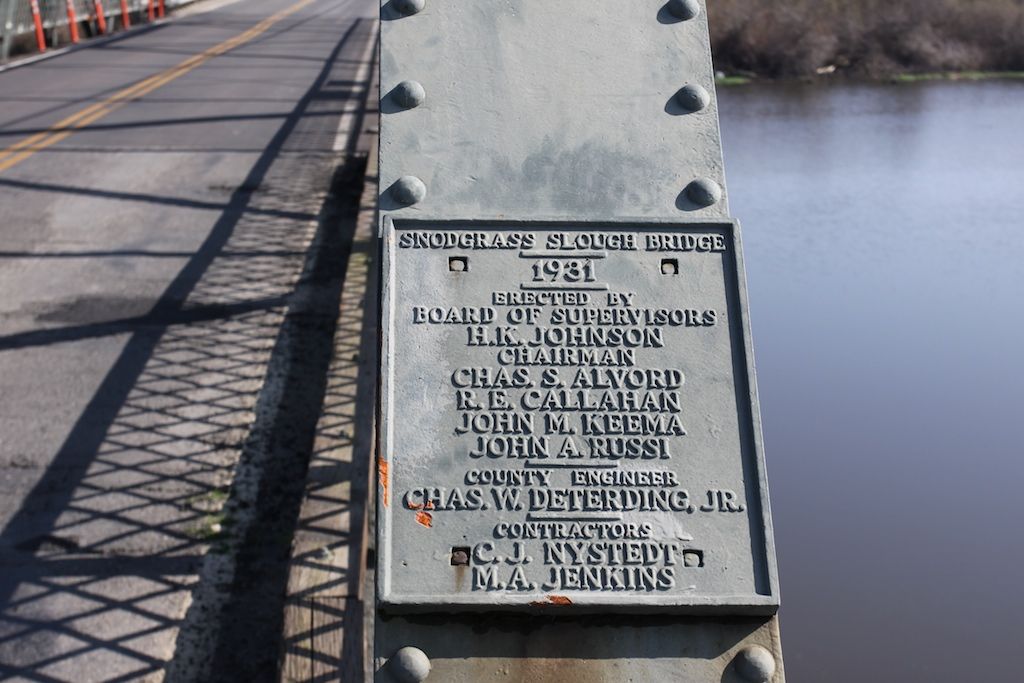 SNODGRASS SLOUGH BRIDGE
1931
ERECTED BY
BOARD OF SUPERVISORS
H.K. JOHNSON
CHAIRMAN
CHAS. S. ALVORD
R. E. CALLAHAN
JOHN M. KEEMA
JOHN A. RUSSI
COUNTY ENGINEER
CHAS. W. DETERDING, JR.
CONTRACTORS
C. J. NYSTEDT
M.A. JENKINS